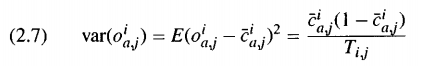 (2.7) var(o^i_{a,j}) = E(o^i_{a,j} − c̄^i_{a,j})² = c̄^i_{a,j}(1 − c̄^i_{a,j}) / T_{i,j}